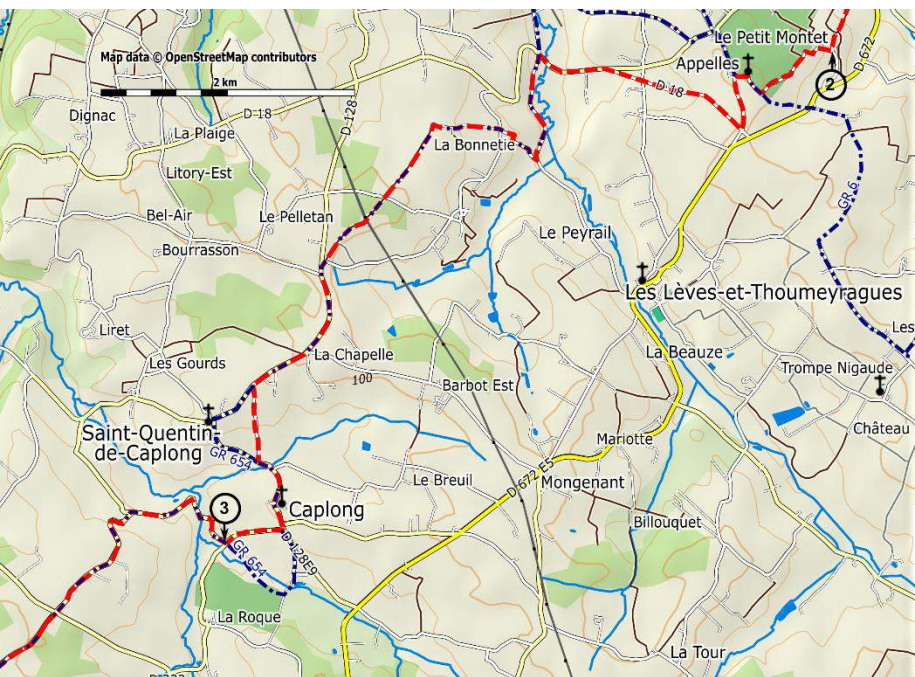 Le Petit Montet
Map data © OpenStreetMap contributors
Appelles
D 672
2 km
2
D 18
Dignac
D 128
D 18
La Plaige
La Bonnetie
Litory-Est
GR 6
Bel-Air
Le Pelletan
Le Peyrail
Bourrasson
Les Lèves-et-Thoumeyragues
Liret
Les
La Chapelle
La Beauze
Les Gourds
Trompe Nigaude
100
Barbot Est
Saint-Quentin-
de-Caplong
Château
Mariotte
GR 654
Le Breuil
D 672 E5
Mongenant
3
Caplong
Billouquet
D 128E9
GR 654
La Roque
La Tour